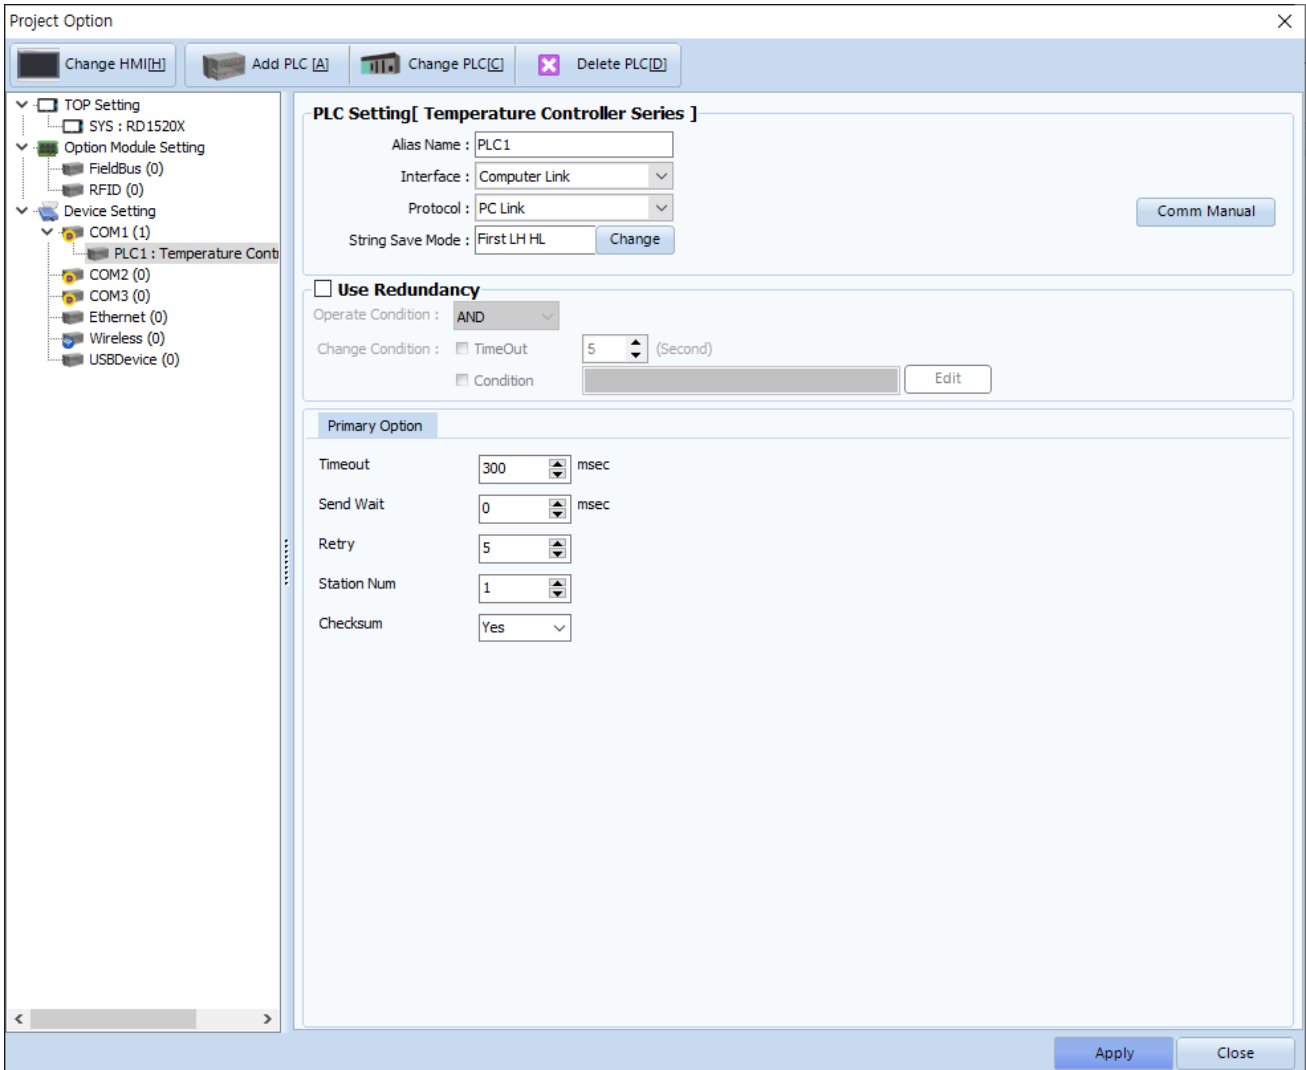 Project Option
Change HMI[H]
Add PLC [A]
Change PLC[C]
Delete PLC[D]
TOP Setting
SYS : RD1520X
Option Module Setting
FieldBus (0)
RFID (0)
Device Setting
COM1 (1)
PLC1 : Temperature Cont
COM2 (0)
COM3 (0)
Ethernet (0)
Wireless (0)
USBDevice (0)
PLC Setting[ Temperature Controller Series ]
Alias Name : PLC1
Interface : Computer Link
Protocol : PC Link
Comm Manual
String Save Mode : First LH HL Change
Use Redundancy
Operate Condition : AND
Change Condition : TimeOut 5 (Second)
Condition Edit
Primary Option
Timeout 300 msec
Send Wait 0 msec
Retry 5
Station Num 1
Checksum Yes
Apply Close